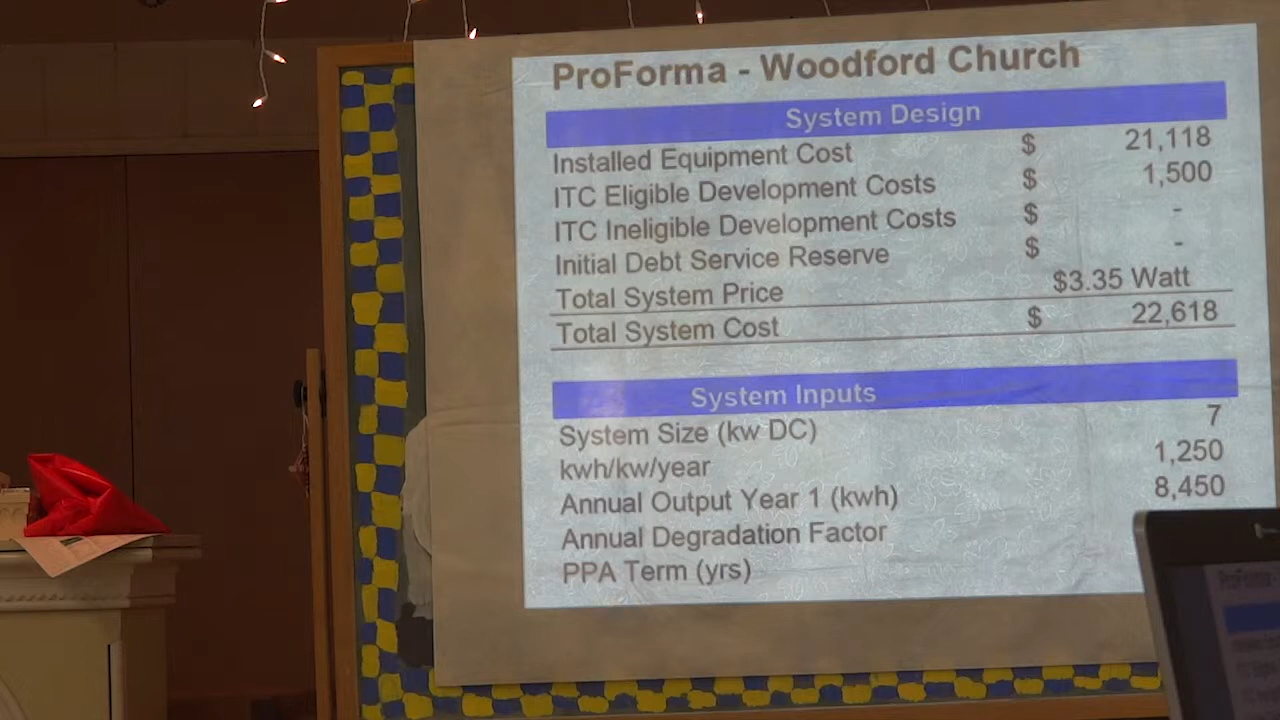 ProForma - Woodford Church
System Design
Installed Equipment Cost $ 21,118
ITC Eligible Development Costs $ 1,500
ITC Ineligible Development Costs $ -
Initial Debt Service Reserve $ -
Total System Price $3.35 Watt
Total System Cost $ 22,618
System Inputs
System Size (kw DC) 7
kwh/kw/year 1,250
Annual Output Year 1 (kwh) 8,450
Annual Degradation Factor
PPA Term (yrs)
ProForma